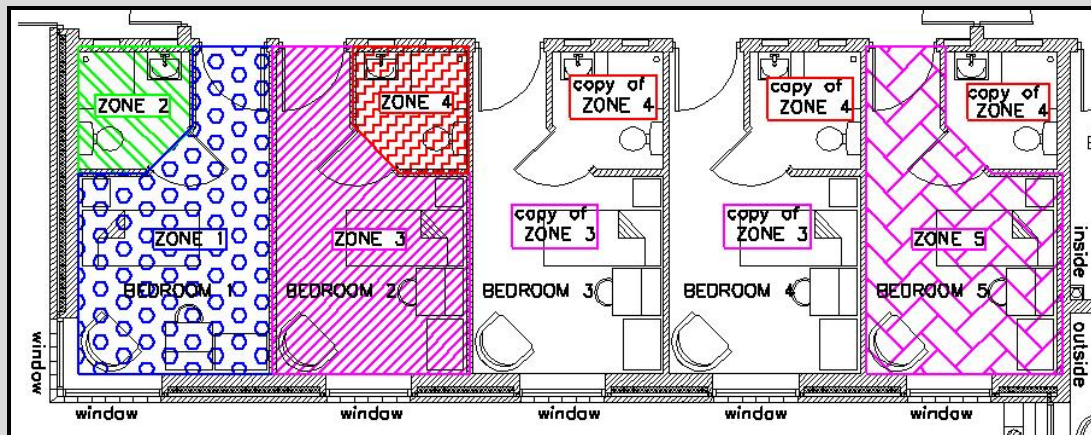 ZONE 2
ZONE 4
copy of
ZONE 4
copy of
ZONE 4
copy of
ZONE 4
ZONE 1
ZONE 3
copy of
ZONE 3
copy of
ZONE 3
ZONE 5
inside
BEDROOM 1
BEDROOM 2
BEDROOM 3
BEDROOM 4
BEDROOM 5
window
outside
window
window
window
window
window